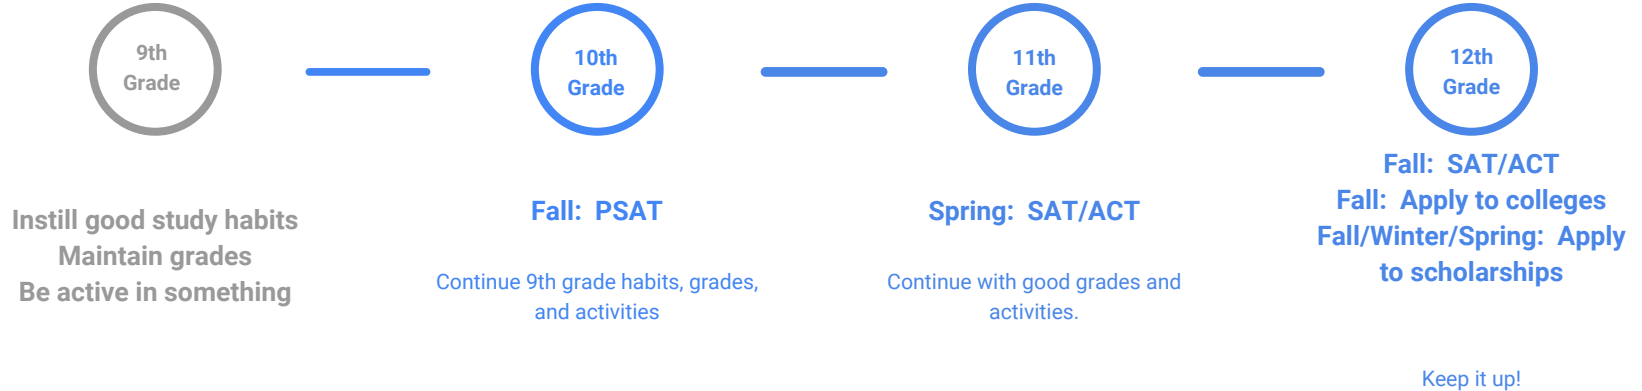 9th
Grade
10th
Grade
11th
Grade
12th
Grade
Instill good study habits
Maintain grades
Be active in something
Fall:  PSAT
Continue 9th grade habits, grades,
and activities
Spring:  SAT/ACT
Continue with good grades and
activities.
Fall:  SAT/ACT
Fall:  Apply to colleges
Fall/Winter/Spring:  Apply
to scholarships
Keep it up!